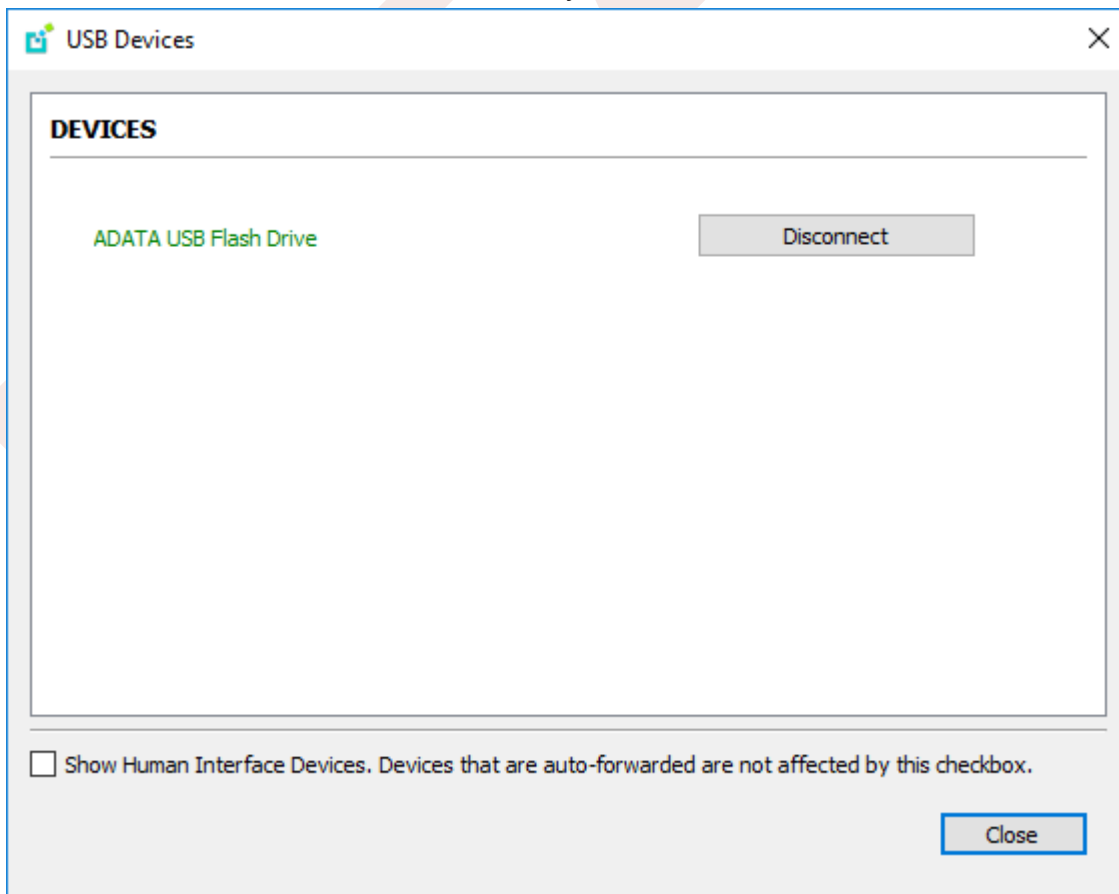 USB Devices
DEVICES
ADATA USB Flash Drive
Disconnect
Show Human Interface Devices. Devices that are auto-forwarded are not affected by this checkbox.
Close